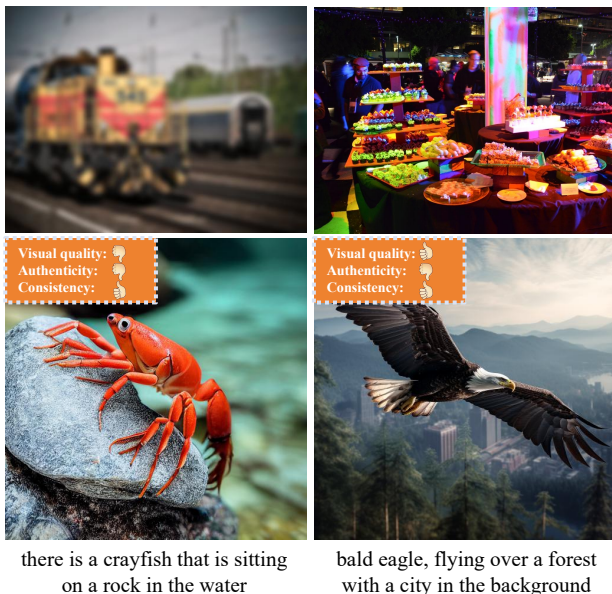 Visual quality:
Authenticity:
Consistency:
Visual quality:
Authenticity:
Consistency:
there is a crayfish that is sitting
on a rock in the water
bald eagle, flying over a forest
with a city in the background